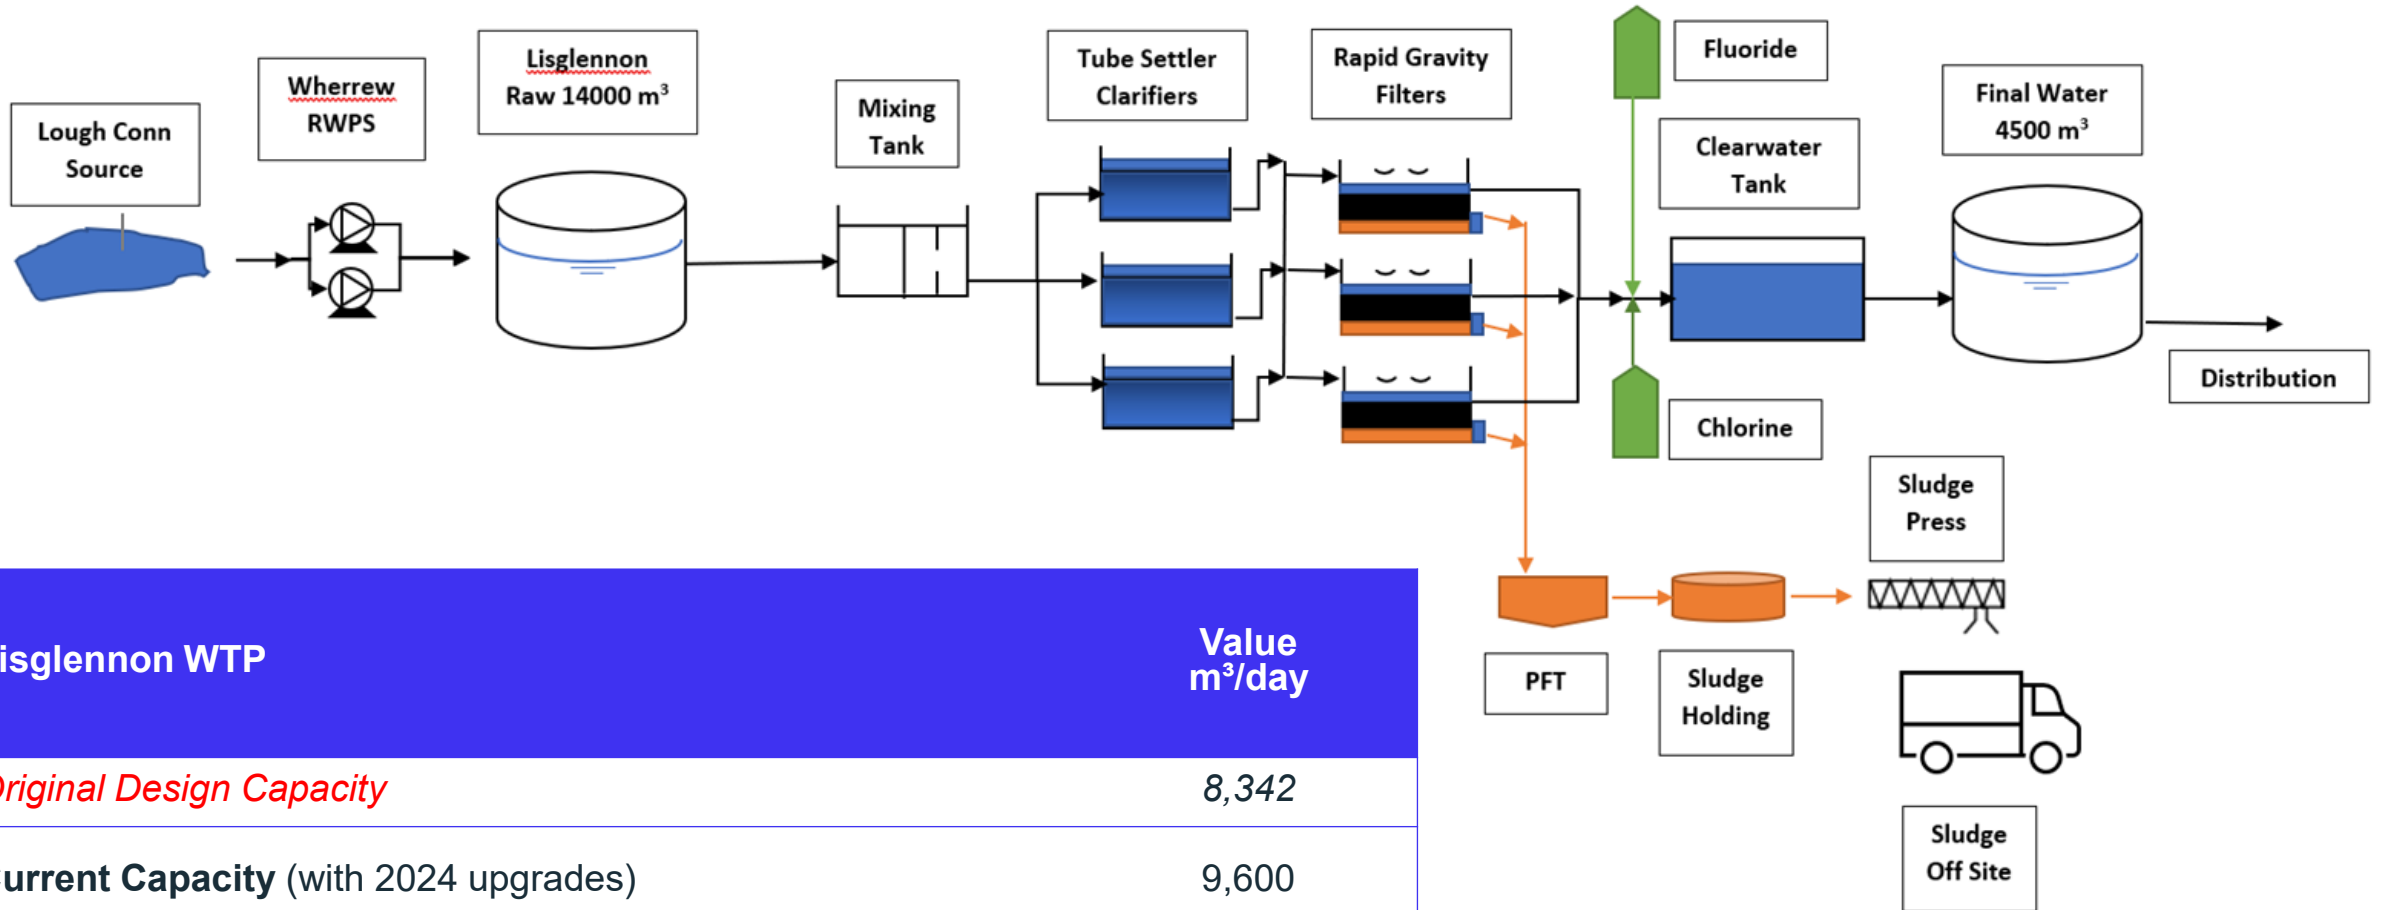 Lough Conn
Source
Wherrew
RWPS
Lisglennon
Raw 14000 m³
Mixing
Tank
Tube Settler
Clarifiers
Rapid Gravity
Filters
Fluoride
Clearwater
Tank
Final Water
4500 m³
Chlorine
Distribution
Sludge
Press
PFT
Sludge
Holding
Sludge
Off Site
isglennon WTP
Value
m³/day
Original Design Capacity
8,342
urrent Capacity (with 2024 upgrades)
9,600